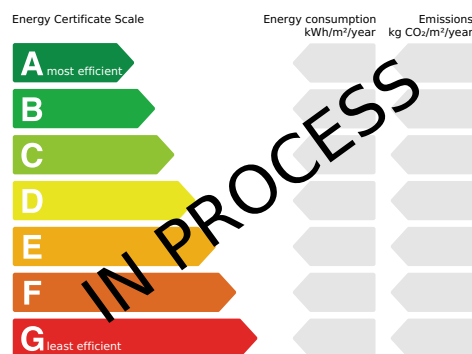 Energy Certificate Scale
Energy consumption
kWh/m²/year
Emissions
kg CO₂/m²/year
A most efficient
B
C
D
E
F
G least efficient
IN PROCESS